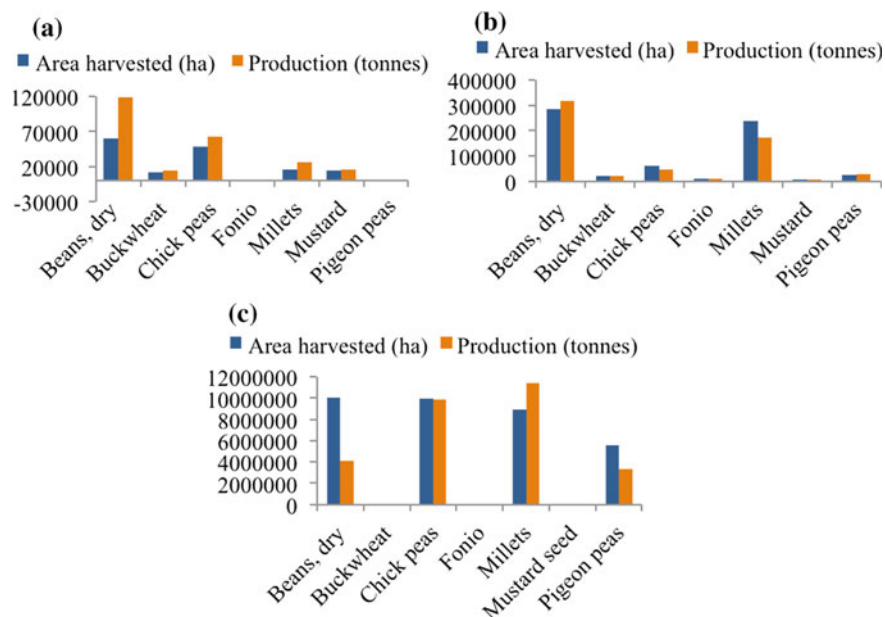 (a)
Area harvested (ha) Production (tonnes)
120000
70000
20000
-30000
Beans, dry
Buckwheat
Chick peas
Fonio
Millets
Mustard
Pigeon peas
(b)
Area harvested (ha) Production (tonnes)
400000
300000
200000
100000
0
Beans, dry
Buckwheat
Chick peas
Fonio
Millets
Mustard
Pigeon peas
(c)
Area harvested (ha) Production (tonnes)
12000000
10000000
8000000
6000000
4000000
2000000
0
Beans, dry
Buckwheat
Chick peas
Fonio
Millets
Mustard seed
Pigeon peas